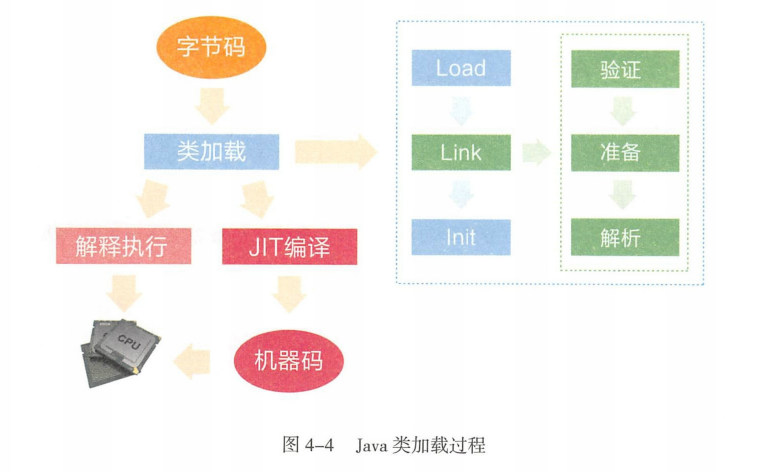 字节码
类加载
解释执行
JIT编译
CPU
机器码
Load
Link
Init
验证
准备
解析
图 4-4 Java 类加载过程